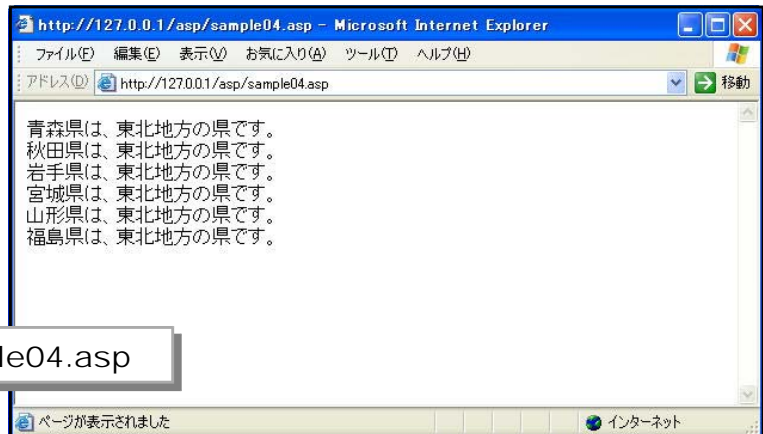 http://127.0.0.1/asp/sample04.asp - Microsoft Internet Explorer
ファイル(F) 編集(E) 表示(V) お気に入り(A) ツール(T) ヘルプ(H)
アドレス(D) http://127.0.0.1/asp/sample04.asp 移動
青森県は、東北地方の県です。
秋田県は、東北地方の県です。
岩手県は、東北地方の県です。
宮城県は、東北地方の県です。
山形県は、東北地方の県です。
福島県は、東北地方の県です。
le04.asp
ページが表示されました インターネット